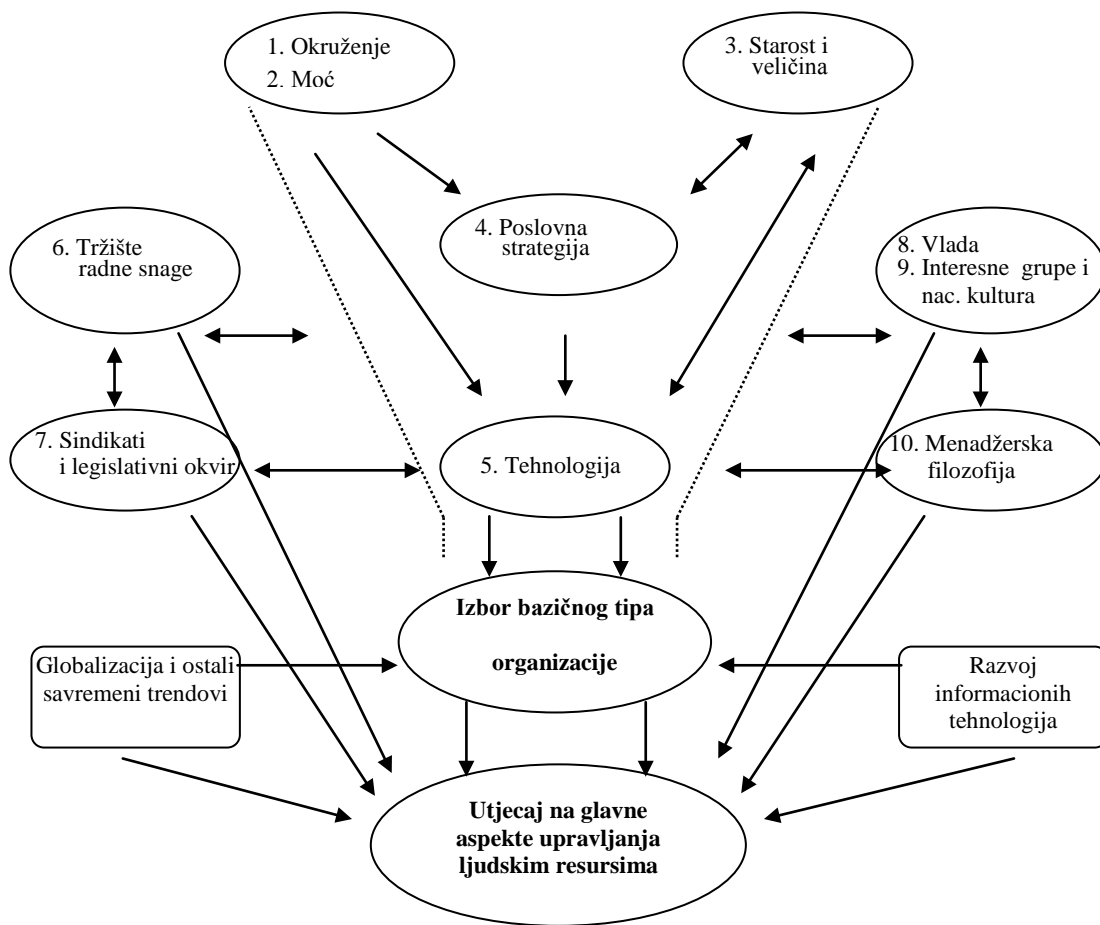 1. Okruženje
2. Moć
3. Starost i
veličina
4. Poslovna
strategija
6. Tržište
radne snage
8. Vlada
9. Interesne grupe i
nac. kultura
7. Sindikati
i legislativni okvir
5. Tehnologija
10. Menadžerska
filozofija
Izbor bazičnog tipa
organizacije
Globalizacija i ostali
savremeni trendovi
Razvoj
informacionih
tehnologija
Utjecaj na glavne
aspekte upravljanja
ljudskim resursima